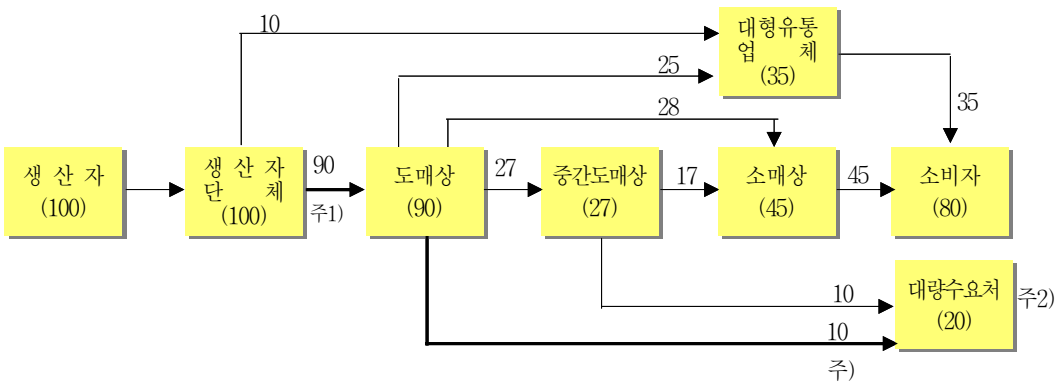 10
대형유통
업 체
(35)
25
28
35
생 산 자
(100)
생 산 자
단 체
(100)
90
주1)
도매상
(90)
27
중간도매상
(27)
17
소매상
(45)
45
소비자
(80)
10
대량수요처
(20)
주2)
10
주)